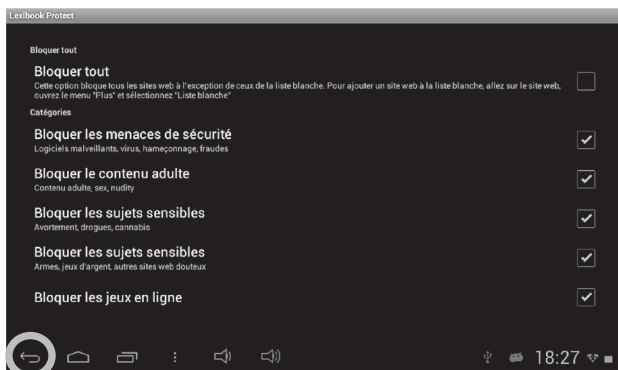 Lexibook Protect
Bloquer tout
Bloquer tout
Cette option bloque tous les sites web à l'exception de ceux de la liste blanche. Pour ajouter un site web à la liste blanche, allez sur le site web,
ouvrez le menu "Plus" et sélectionnez "Liste blanche"
Catégories
Bloquer les menaces de sécurité
Logiciels malveillants, virus, hameçonnage, fraudes
Bloquer le contenu adulte
Contenu adulte, sex, nudity
Bloquer les sujets sensibles
Avortement, drogues, cannabis
Bloquer les sujets sensibles
Armes, jeux d'argent, autres sites web douteux
Bloquer les jeux en ligne
18:27